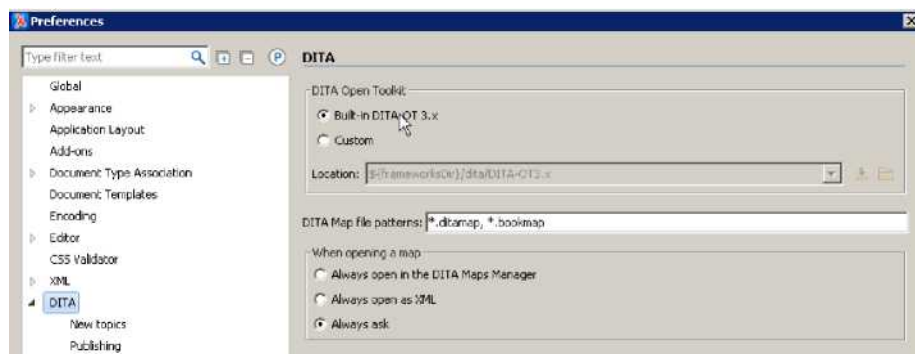 Preferences
Type filter text
P
DITA
Global
Appearance
Application Layout
Add-ons
Document Type Association
Document Templates
Encoding
Editor
CSS Validator
XML
DITA
New topics
Publishing
DITA Open Toolkit
Built-in DITA-OT 3.x
Custom
Location: ${frameworksDir}/dita/DITA-OT3.x
DITA Map file patterns: *.ditamap, *.bookmap
When opening a map
Always open in the DITA Maps Manager
Always open as XML
Always ask